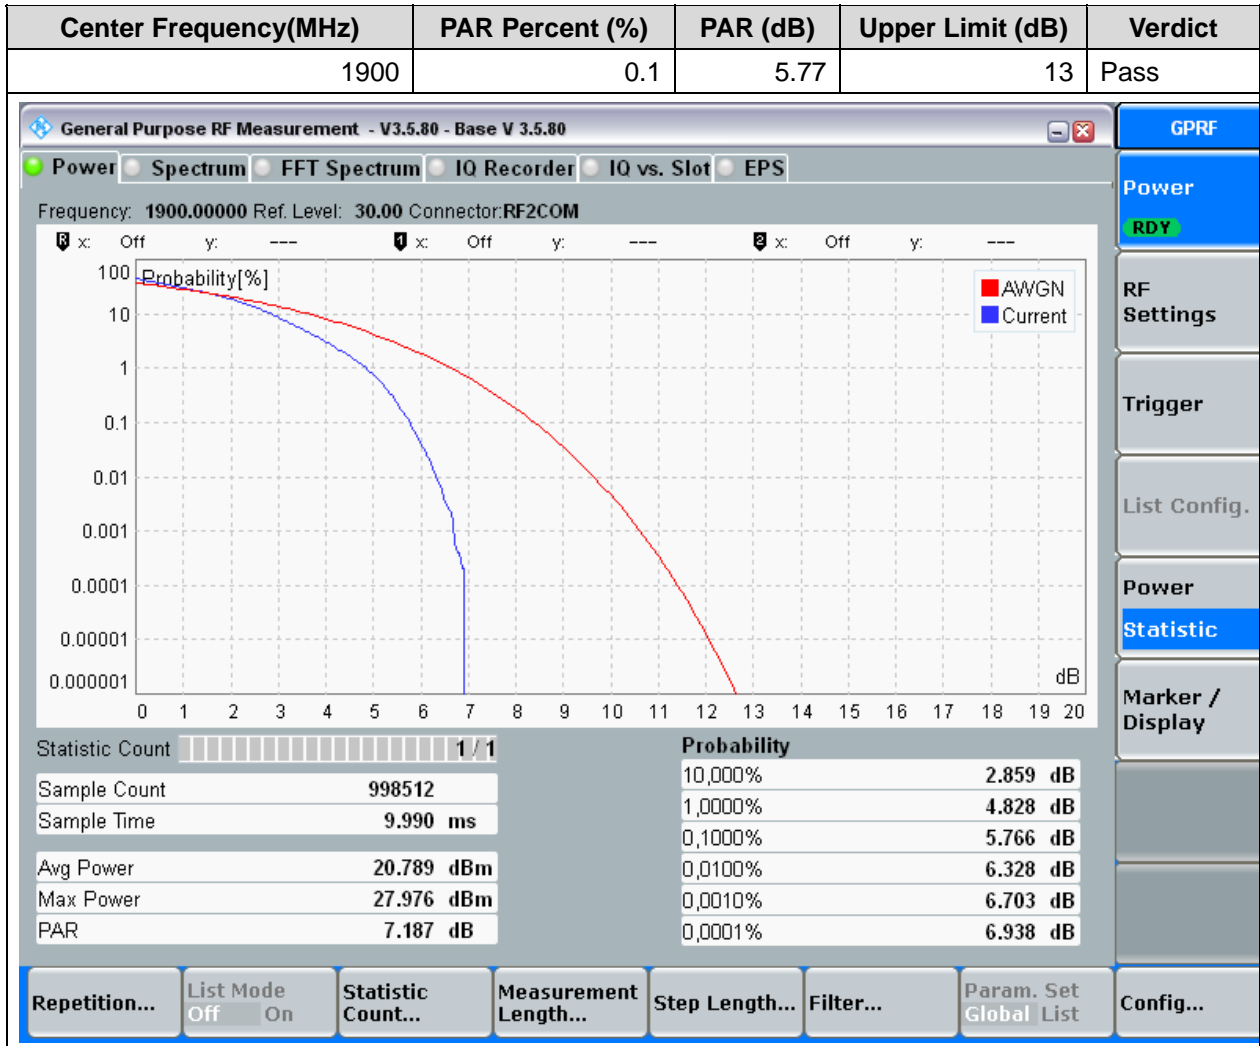 Center Frequency(MHz) PAR Percent (%) PAR (dB) Upper Limit (dB) Verdict
1900 0.1 5.77 13 Pass
General Purpose RF Measurement - V3.5.80 - Base V 3.5.80
GPRF
Power Spectrum FFT Spectrum IQ Recorder IQ vs. Slot EPS
Power
RDY
Frequency: 1900.00000 Ref. Level: 30.00 Connector:RF2COM
R x: Off y: --- 1 x: Off y: --- 2 x: Off y: ---
100 Probability[%]
AWGN
Current
10
1
0.1
0.01
0.001
0.0001
0.00001
0.000001
dB
0 1 2 3 4 5 6 7 8 9 10 11 12 13 14 15 16 17 18 19 20
RF
Settings
Trigger
List Config.
Power
Statistic
Marker /
Display
Statistic Count 1 / 1
Sample Count 998512
Sample Time 9.990 ms
Avg Power 20.789 dBm
Max Power 27.976 dBm
PAR 7.187 dB
Probability
10,000% 2.859 dB
1,0000% 4.828 dB
0,1000% 5.766 dB
0,0100% 6.328 dB
0,0010% 6.703 dB
0,0001% 6.938 dB
Repetition...
List Mode
Off On
Statistic
Count...
Measurement
Length...
Step Length...
Filter...
Param. Set
Global List
Config...